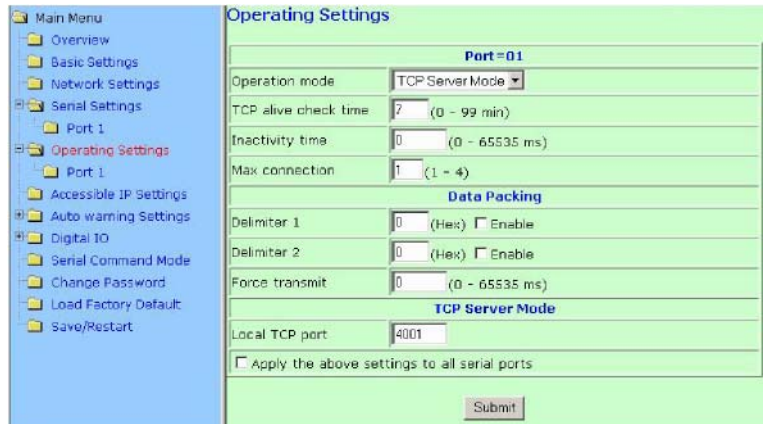 Main Menu
Overview
Basic Settings
Network Settings
Serial Settings
Port 1
Operating Settings
Port 1
Accessible IP Settings
Auto warning Settings
Digital IO
Serial Command Mode
Change Password
Load Factory Default
Save/Restart
Operating Settings
Port=01
Operation mode TCP Server Mode
TCP alive check time 7 (0 - 99 min)
Inactivity time 0 (0 - 65535 ms)
Max connection 1 (1 - 4)
Data Packing
Delimiter 1 0 (Hex) Enable
Delimiter 2 0 (Hex) Enable
Force transmit 0 (0 - 65535 ms)
TCP Server Mode
Local TCP port 4001
Apply the above settings to all serial ports
Submit